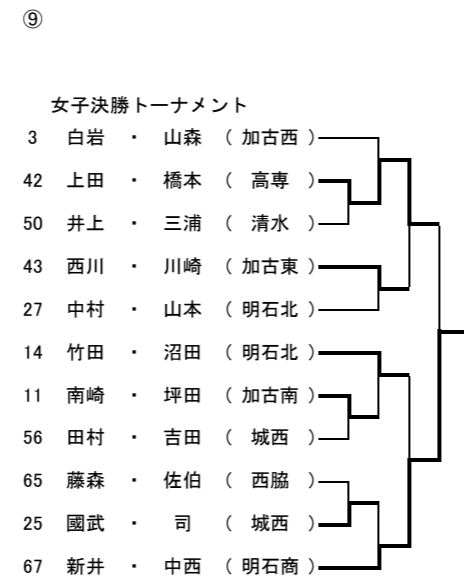 ⑨
女子決勝トーナメント
3 白岩 ・ 山森 ( 加古西 )
42 上田 ・ 橋本 ( 高専 )
50 井上 ・ 三浦 ( 清水 )
43 西川 ・ 川崎 ( 加古東 )
27 中村 ・ 山本 ( 明石北 )
14 竹田 ・ 沼田 ( 明石北 )
11 南崎 ・ 坪田 ( 加古南 )
56 田村 ・ 吉田 ( 城西 )
65 藤森 ・ 佐伯 ( 西脇 )
25 國武 ・ 司 ( 城西 )
67 新井 ・ 中西 ( 明石商 )